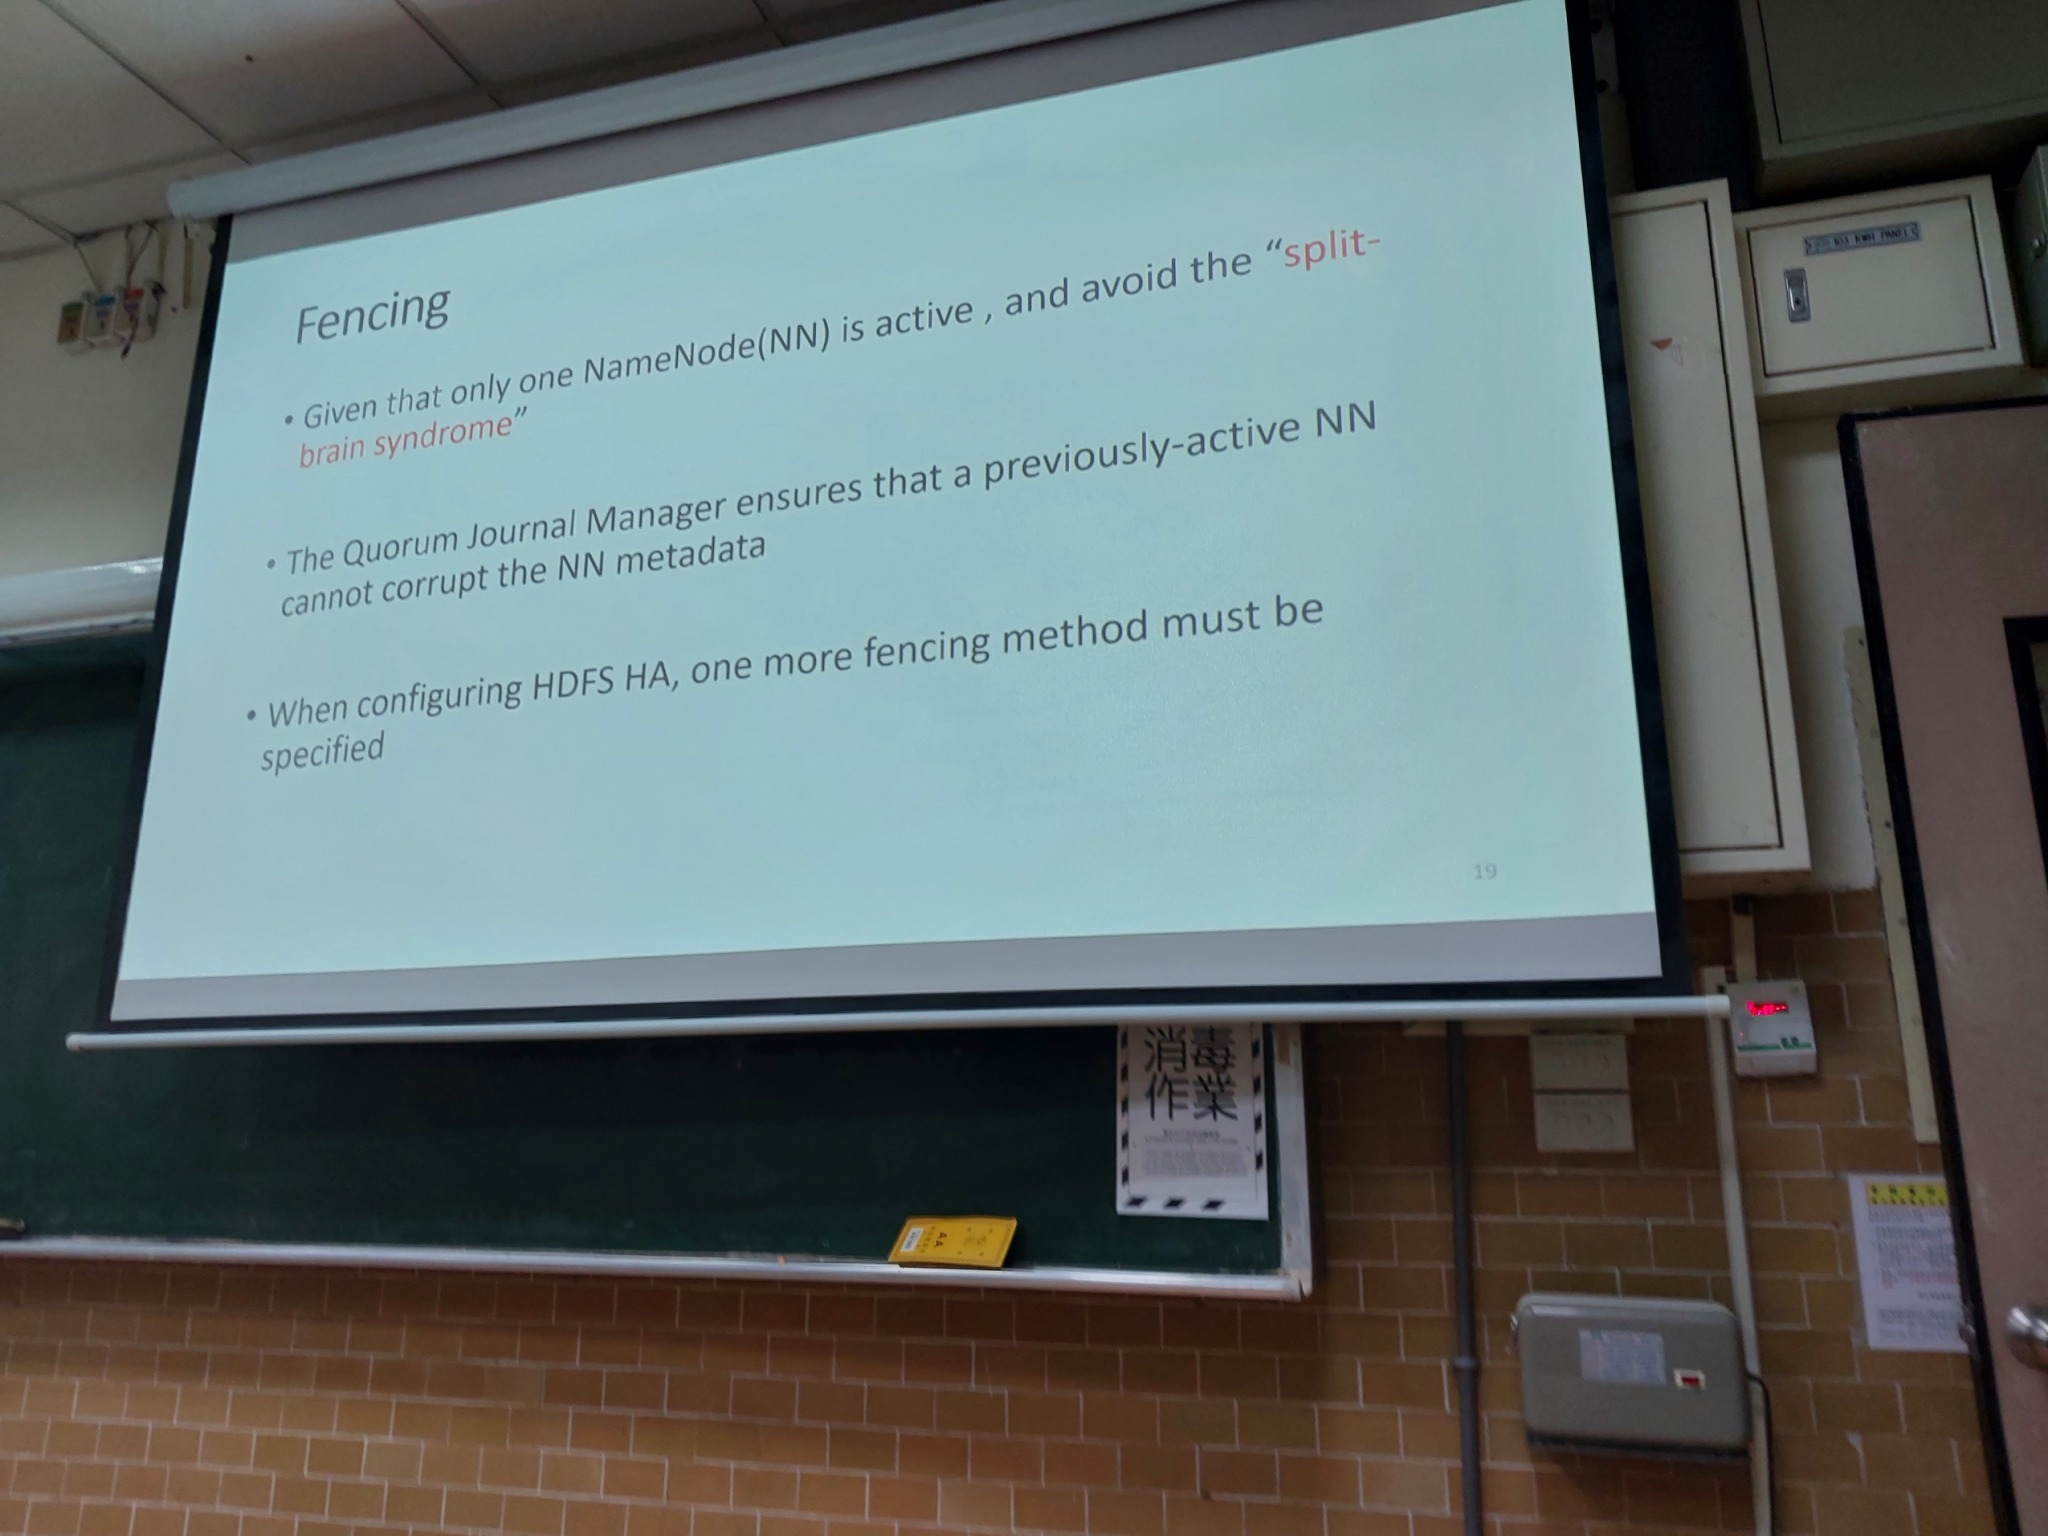 Fencing
• Given that only one NameNode(NN) is active , and avoid the “split-
brain syndrome”
• The Quorum Journal Manager ensures that a previously-active NN
cannot corrupt the NN metadata
• When configuring HDFS HA, one more fencing method must be
specified
19
KWH PANEL
消毒
作業